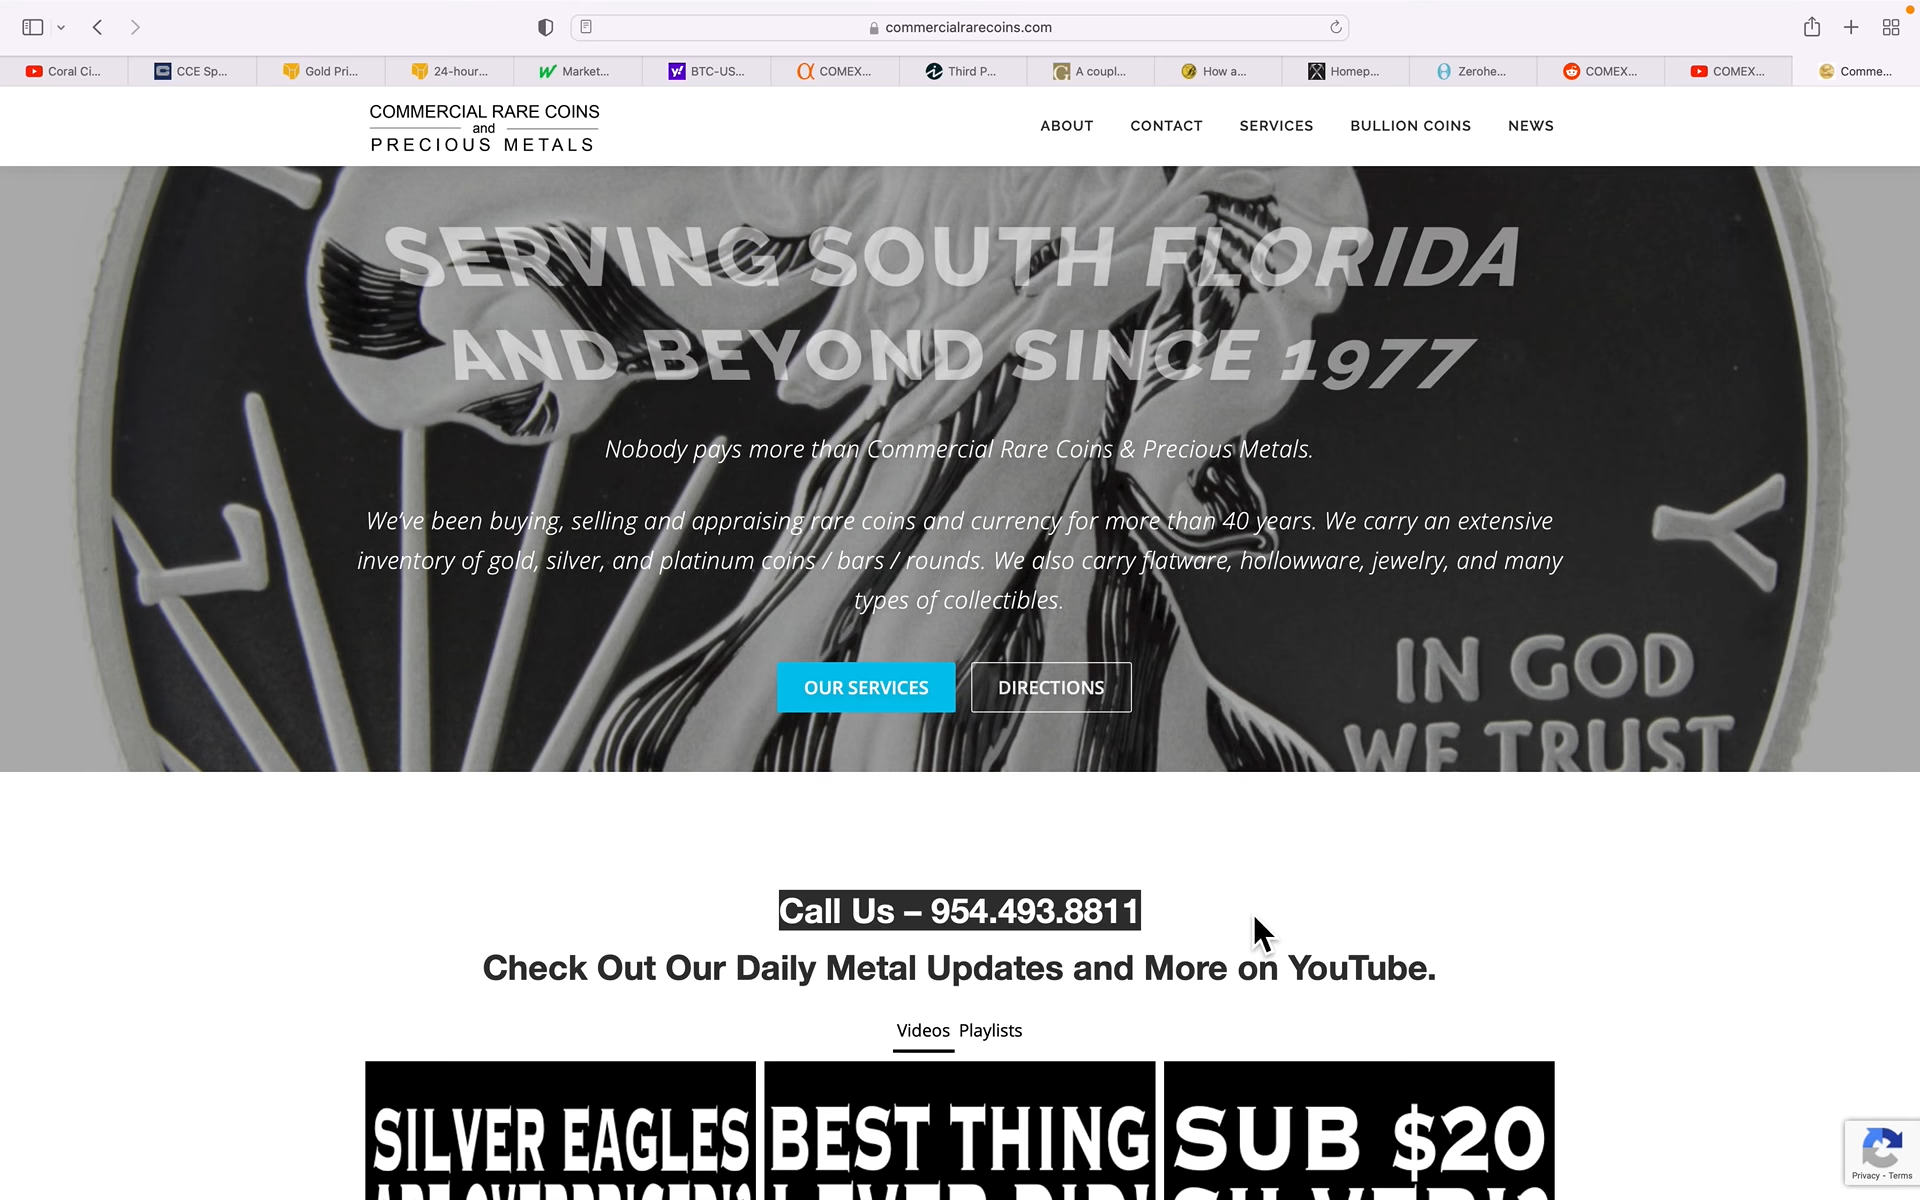 commercialrarecoins.com
Coral Ci...
CCE Sp...
Gold Pri...
24-hour...
Market...
BTC-US...
COMEX...
Third P...
A coupl...
How a...
Homep...
Zerohe...
COMEX...
COMEX...
Comme...
COMMERCIAL RARE COINS
and
PRECIOUS METALS
ABOUT
CONTACT
SERVICES
BULLION COINS
NEWS
SERVING SOUTH FLORIDA
AND BEYOND SINCE 1977
Nobody pays more than Commercial Rare Coins & Precious Metals.
We've been buying, selling and appraising rare coins and currency for more than 40 years. We carry an extensive
inventory of gold, silver, and platinum coins / bars / rounds. We also carry flatware, hollowware, jewelry, and many
types of collectibles.
OUR SERVICES
DIRECTIONS
L
Y
IN GOD
WE TRUST
Call Us – 954.493.8811
Check Out Our Daily Metal Updates and More on YouTube.
Videos
Playlists
SILVER EAGLES
BEST THING
SUB $20
Privacy - Terms